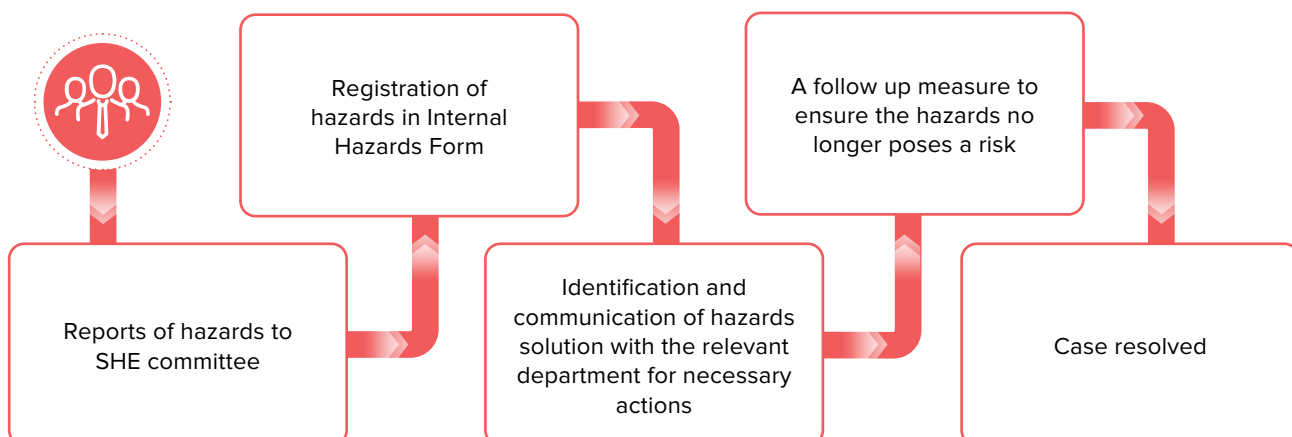 Reports of hazards to
SHE committee
Registration of
hazards in Internal
Hazards Form
Identification and
communication of hazards
solution with the relevant
department for necessary
actions
A follow up measure to
ensure the hazards no
longer poses a risk
Case resolved